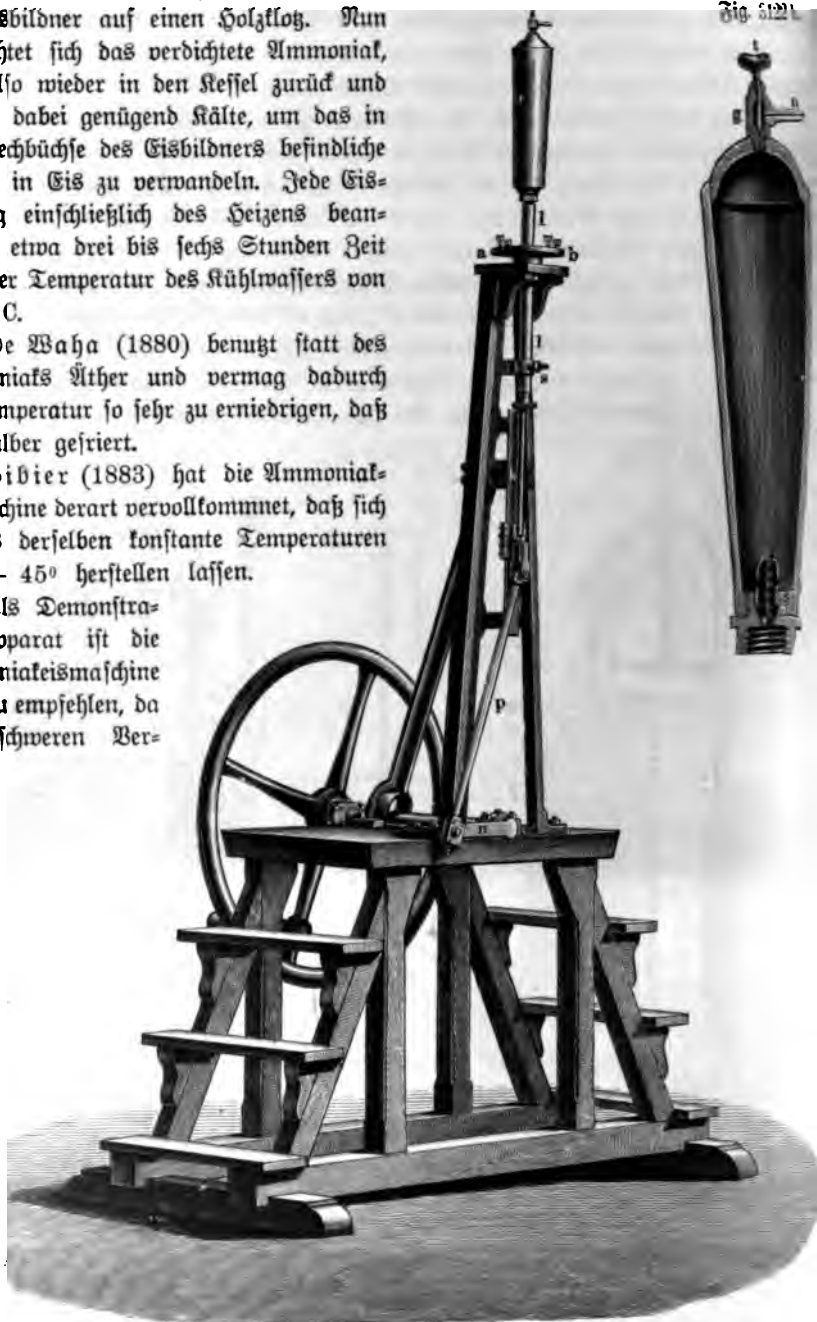 sbildner auf einen Holzklotz. Nun
htet sich das verdichtete Ammoniak,
lso wieder in den Kessel zurück und
dabei genügend Kälte, um das in
echbüchse des Eisbildners befindliche
in Eis zu verwandeln. Jede Eis=
g einschließlich des Heizens bean=
etwa drei bis sechs Stunden Zeit
er Temperatur des Kühlwassers von
C.
De Waha (1880) benutzt statt des
niaks Äther und vermag dadurch
mperatur so sehr zu erniedrigen, daß
lber gefriert.
ibier (1883) hat die Ammoniak=
chine derart vervollkommnet, daß sich
s derselben konstante Temperaturen
– 45⁰ herstellen lassen.
ls Demonstra=
pparat ist die
niakeismaschine
u empfehlen, da
schweren Ver=
Fig.
t
g
h
l
a
b
l
s
p
n